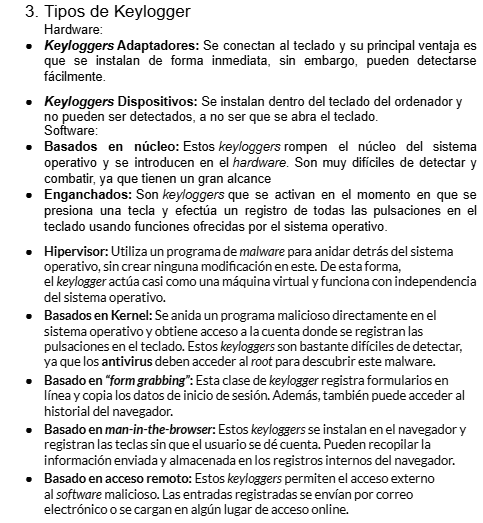 3. Tipos de Keylogger
Hardware:
● Keyloggers Adaptadores: Se conectan al teclado y su principal ventaja es
que se instalan de forma inmediata, sin embargo, pueden detectarse
fácilmente.
● Keyloggers Dispositivos: Se instalan dentro del teclado del ordenador y
no pueden ser detectados, a no ser que se abra el teclado.
Software:
● Basados en núcleo: Estos keyloggers rompen el núcleo del sistema
operativo y se introducen en el hardware. Son muy difíciles de detectar y
combatir, ya que tienen un gran alcance
● Enganchados: Son keyloggers que se activan en el momento en que se
presiona una tecla y efectúa un registro de todas las pulsaciones en el
teclado usando funciones ofrecidas por el sistema operativo.
● Hipervisor: Utiliza un programa de malware para anidar detrás del sistema
operativo, sin crear ninguna modificación en este. De esta forma,
el keylogger actúa casi como una máquina virtual y funciona con independencia
del sistema operativo.
● Basados en Kernel: Se anida un programa malicioso directamente en el
sistema operativo y obtiene acceso a la cuenta donde se registran las
pulsaciones en el teclado. Estos keyloggers son bastante difíciles de detectar,
ya que los antivirus deben acceder al root para descubrir este malware.
● Basado en "form grabbing": Esta clase de keylogger registra formularios en
línea y copia los datos de inicio de sesión. Además, también puede acceder al
historial del navegador.
● Basado en man-in-the-browser: Estos keyloggers se instalan en el navegador y
registran las teclas sin que el usuario se dé cuenta. Pueden recopilar la
información enviada y almacenada en los registros internos del navegador.
● Basado en acceso remoto: Estos keyloggers permiten el acceso externo
al software malicioso. Las entradas registradas se envían por correo
electrónico o se cargan en algún lugar de acceso online.